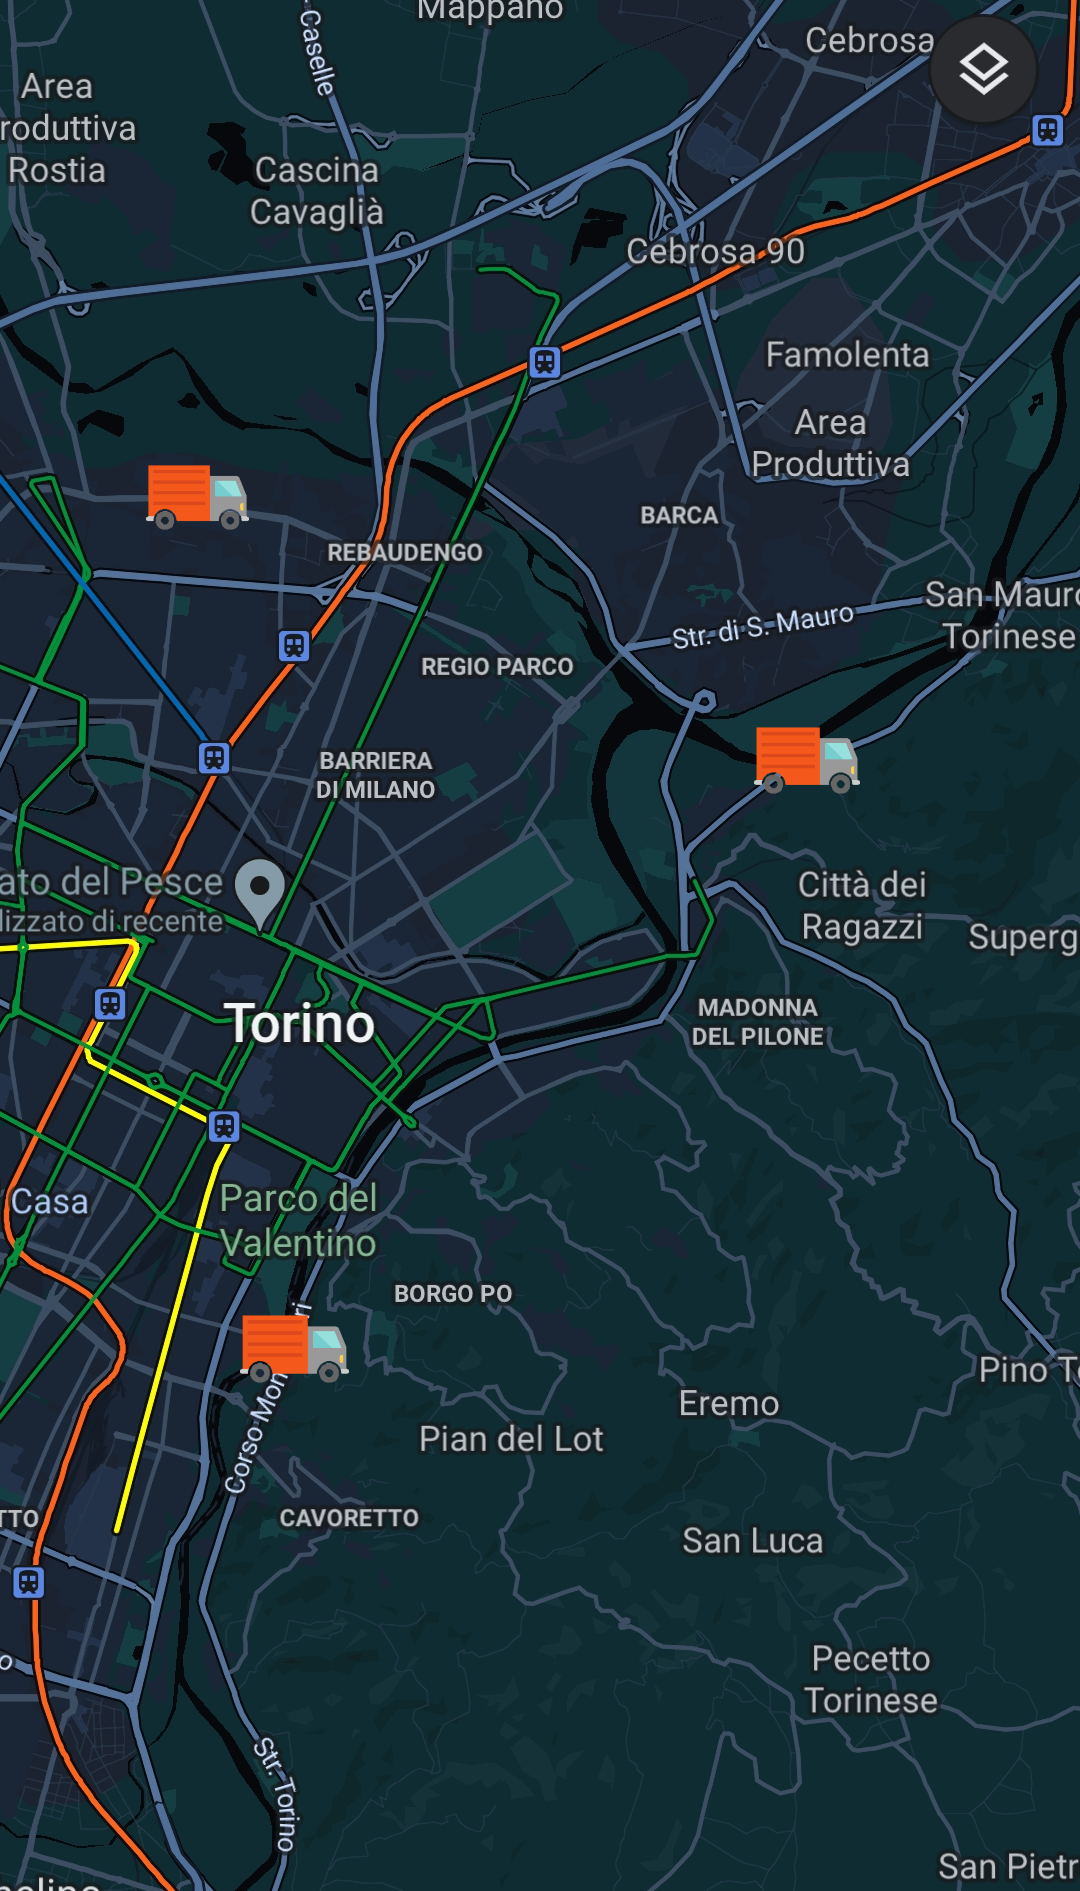 Mappano
Caselle
Cebrosa
Area
roduttiva
Rostia
Cascina
Cavaglià
Cebrosa 90
Famolenta
Area
Produttiva
BARCA
REBAUDENGO
San Mauro
Torinese
Str. di S. Mauro
REGIO PARCO
BARRIERA
DI MILANO
ato del Pesce
lizzato di recente
Città dei
Ragazzi
Superg
Torino
MADONNA
DEL PILONE
Casa
Parco del
Valentino
BORGO PO
ri
Corso Mon
Pino T
Eremo
Pian del Lot
TTO
CAVORETTO
San Luca
o
Pecetto
Torinese
Str. Torino
San Pietr